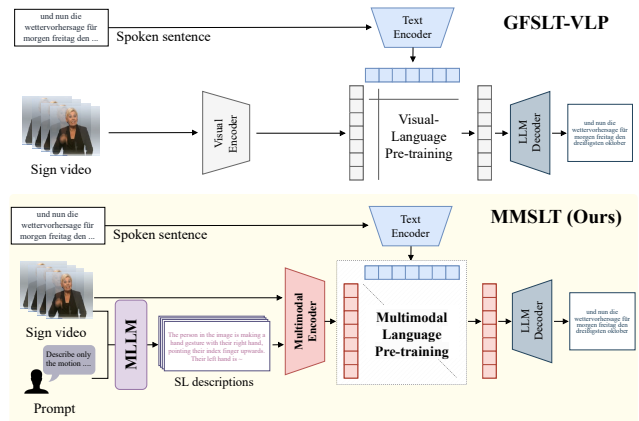 und nun die
wettervorhersage für
morgen freitag den ...
Spoken sentence
Text
Encoder
GFSLT-VLP
Sign video
Visual
Encoder
Visual-
Language
Pre-training
LLM
Decoder
und nun die
wettervorhersage für
morgen freitag den
dreißigsten oktober
MMSLT (Ours)
und nun die
wettervorhersage für
morgen freitag den ...
Spoken sentence
Text
Encoder
Sign video
Describe only
the motion ....
Prompt
MLLM
The person in the image is making a
hand gesture with their right hand,
pointing their index finger upwards.
Their left hand is ~
SL descriptions
Multimodal
Encoder
Multimodal
Language
Pre-training
LLM
Decoder
und nun die
wettervorhersage für
morgen freitag den
dreißigsten oktober